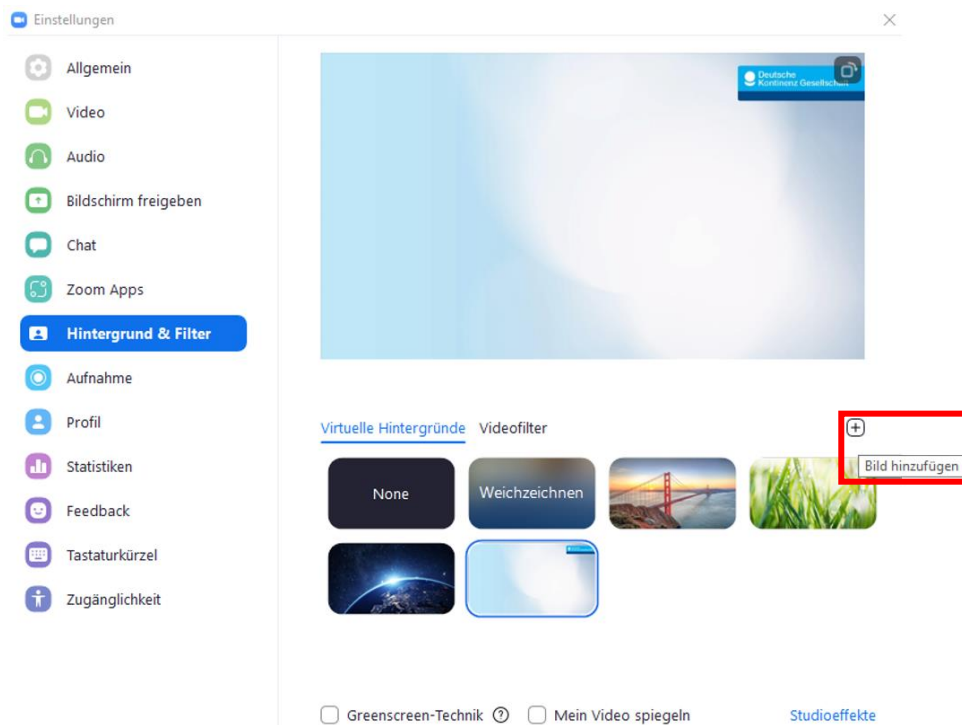 Einstellungen
Allgemein
Video
Audio
Bildschirm freigeben
Chat
Zoom Apps
Hintergrund & Filter
Aufnahme
Profil
Statistiken
Feedback
Tastaturkürzel
Zugänglichkeit
Deutsche
Kontinenz Gesellschaft
Virtuelle Hintergründe Videofilter
Bild hinzufügen
None
Weichzeichnen
Greenscreen-Technik Mein Video spiegeln Studioeffekte